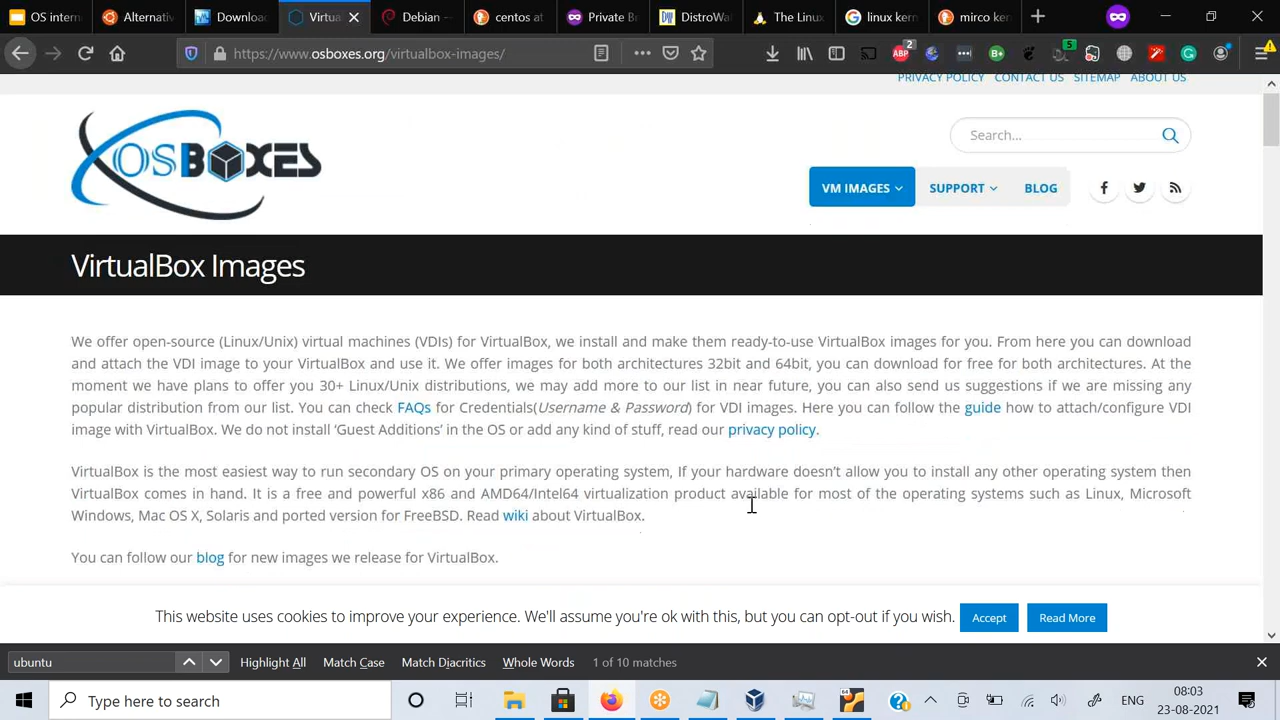 OS intern
Alternativ
Downloa
Virtua
Debian --
centos at
Private Br
DistroWa
The Linux
linux kern
mirco ker
https://www.osboxes.org/virtualbox-images/
ABP
2
B+
5
PRIVACY POLICY CONTACT US SITEMAP ABOUT US
OSBOXES
Search...
VM IMAGES SUPPORT BLOG
VirtualBox Images
We offer open-source (Linux/Unix) virtual machines (VDIs) for VirtualBox, we install and make them ready-to-use VirtualBox images for you. From here you can download
and attach the VDI image to your VirtualBox and use it. We offer images for both architectures 32bit and 64bit, you can download for free for both architectures. At the
moment we have plans to offer you 30+ Linux/Unix distributions, we may add more to our list in near future, you can also send us suggestions if we are missing any
popular distribution from our list. You can check FAQs for Credentials(Username & Password) for VDI images. Here you can follow the guide how to attach/configure VDI
image with VirtualBox. We do not install ‘Guest Additions’ in the OS or add any kind of stuff, read our privacy policy.
VirtualBox is the most easiest way to run secondary OS on your primary operating system, If your hardware doesn’t allow you to install any other operating system then
VirtualBox comes in hand. It is a free and powerful x86 and AMD64/Intel64 virtualization product available for most of the operating systems such as Linux, Microsoft
Windows, Mac OS X, Solaris and ported version for FreeBSD. Read wiki about VirtualBox.
You can follow our blog for new images we release for VirtualBox.
This website uses cookies to improve your experience. We'll assume you're ok with this, but you can opt-out if you wish. Accept Read More
ubuntu Highlight All Match Case Match Diacritics Whole Words 1 of 10 matches
Type here to search
ENG
08:03
23-08-2021